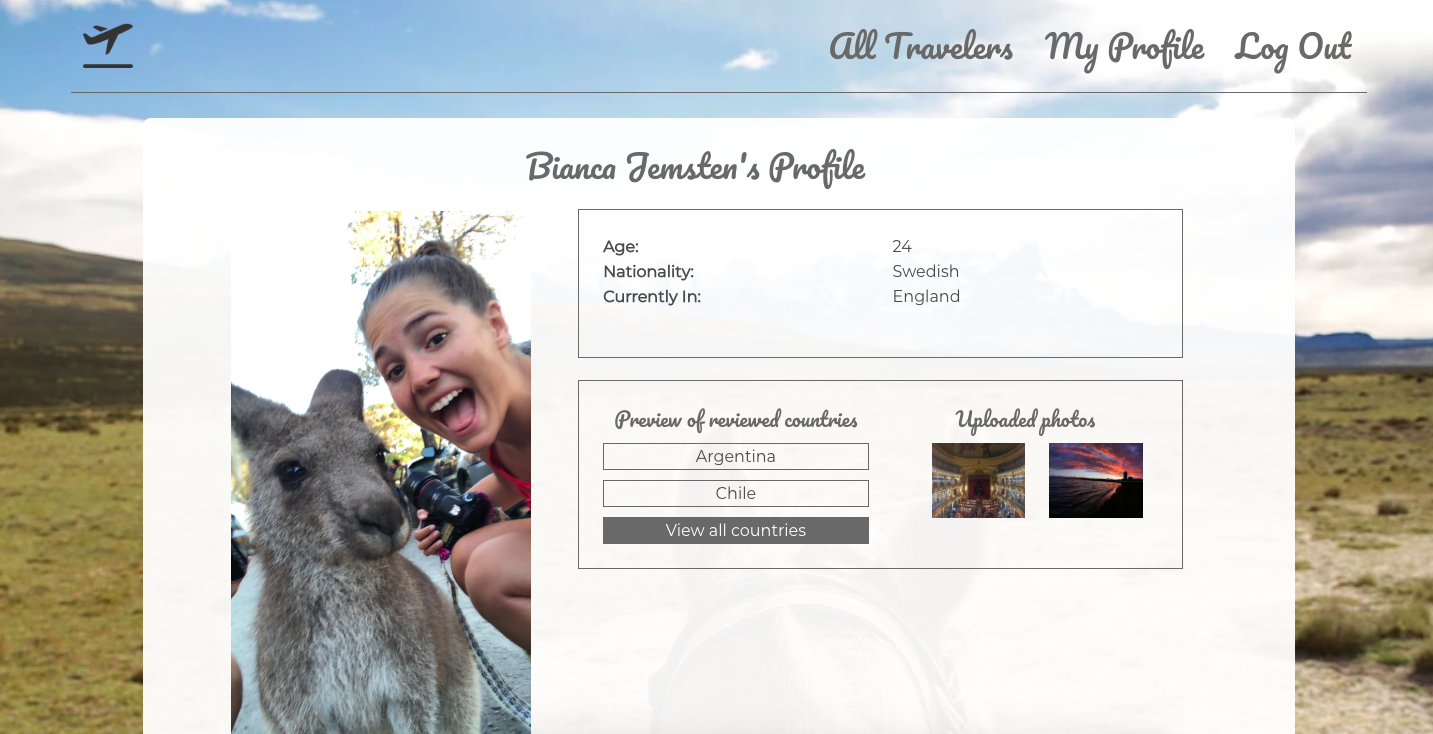 All Travelers My Profile Log Out
Bianca Jemsten's Profile
Age: 24
Nationality: Swedish
Currently In: England
Preview of reviewed countries
Argentina
Chile
View all countries
Uploaded photos